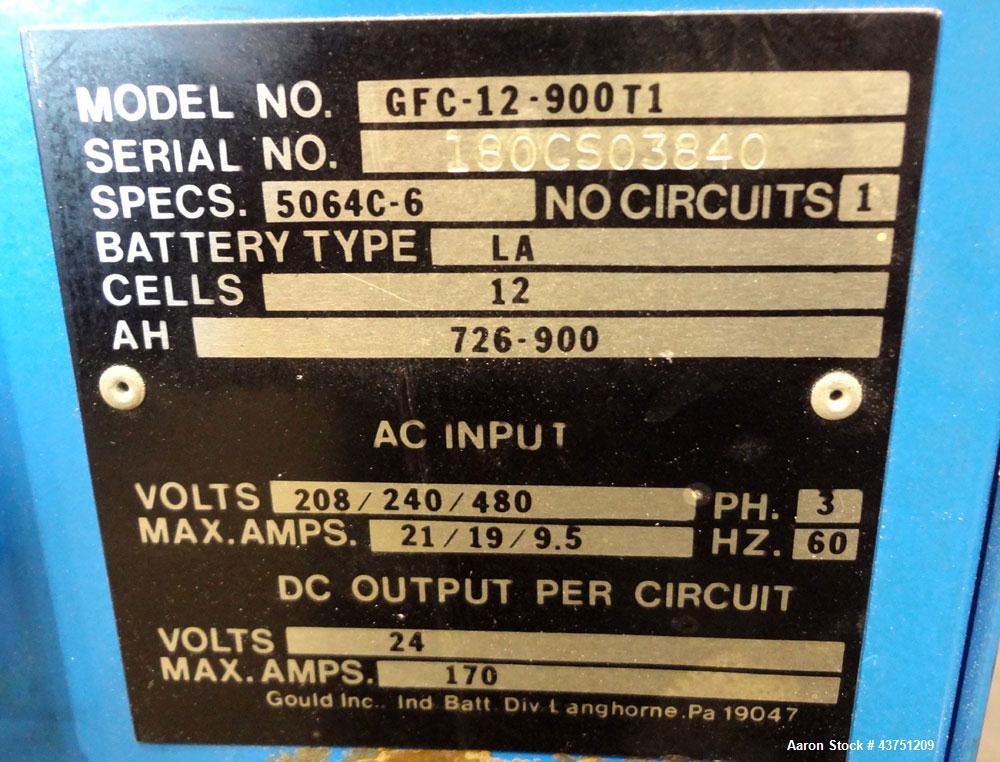 MODEL NO. GFC-12-900T1
SERIAL NO. 180CS03840
SPECS. 5064C-6 NO CIRCUITS 1
BATTERY TYPE LA
CELLS 12
AH 726-900
AC INPUT
VOLTS 208/240/480 PH. 3
MAX.AMPS. 21/19/9.5 HZ. 60
DC OUTPUT PER CIRCUIT
VOLTS 24
MAX.AMPS. 170
Gould Inc., Ind. Batt. Div. Langhorne.Pa 19047
Aaron Stock # 43751209